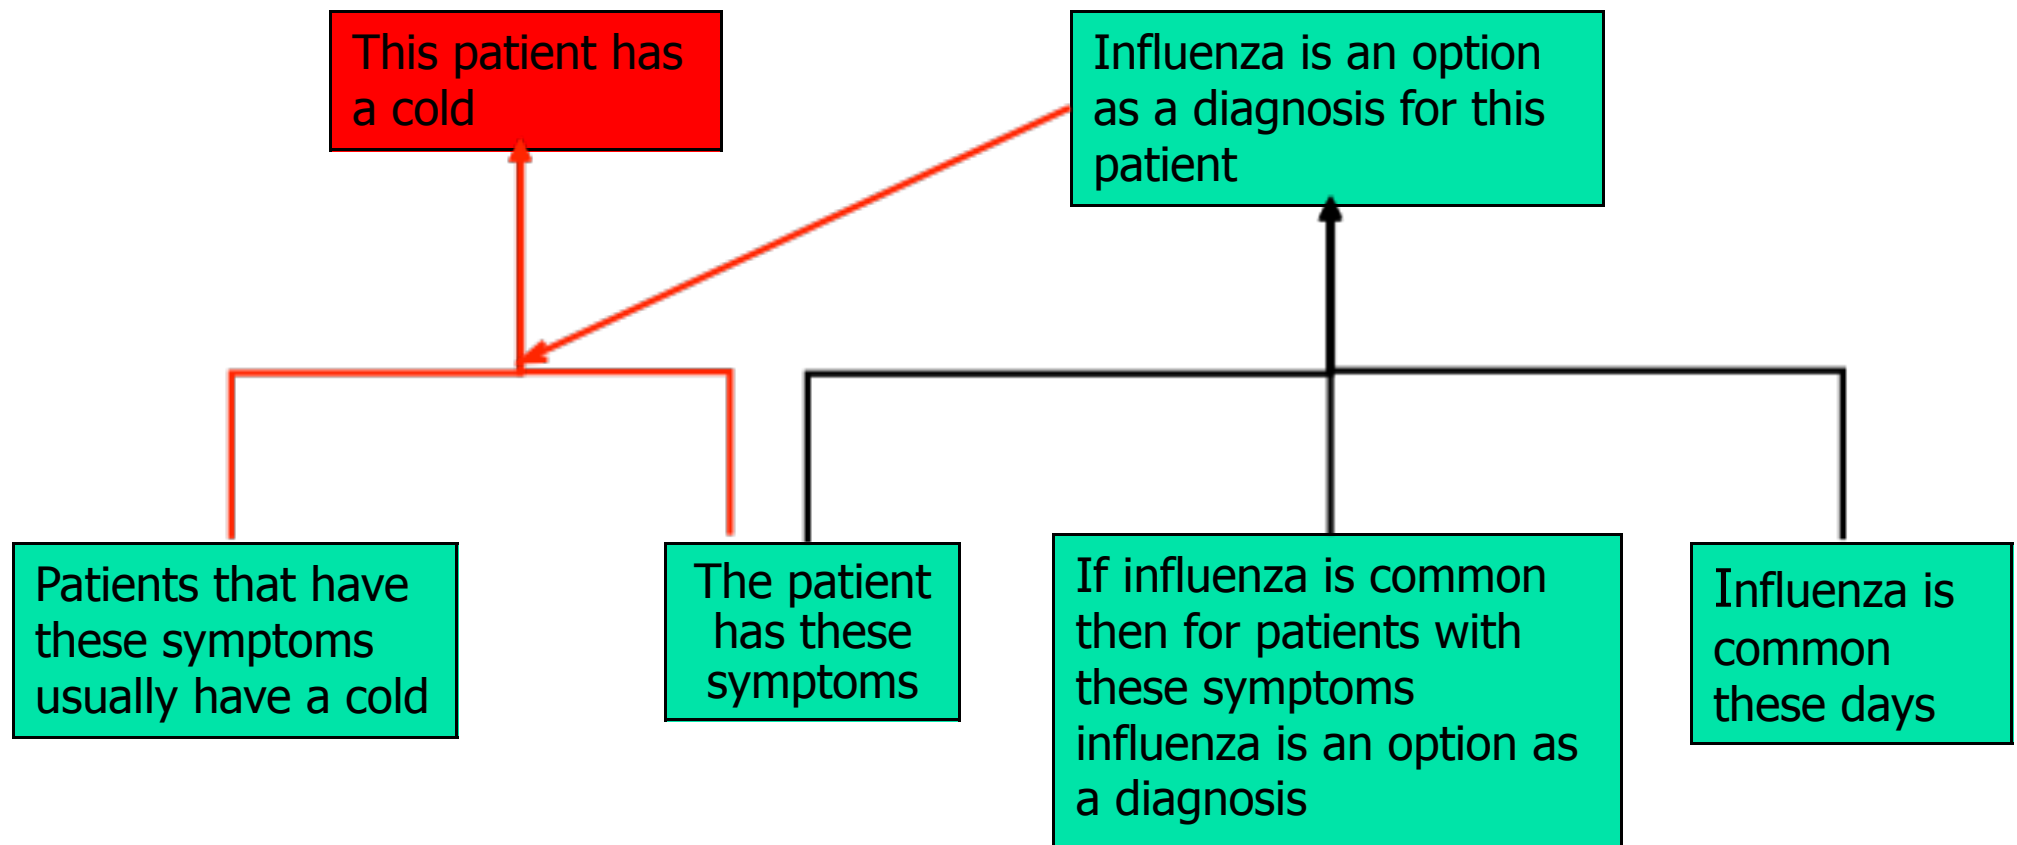 This patient has
a cold
Influenza is an option
as a diagnosis for this
patient
Patients that have
these symptoms
usually have a cold
The patient
has these
symptoms
If influenza is common
then for patients with
these symptoms
influenza is an option as
a diagnosis
Influenza is
common
these days